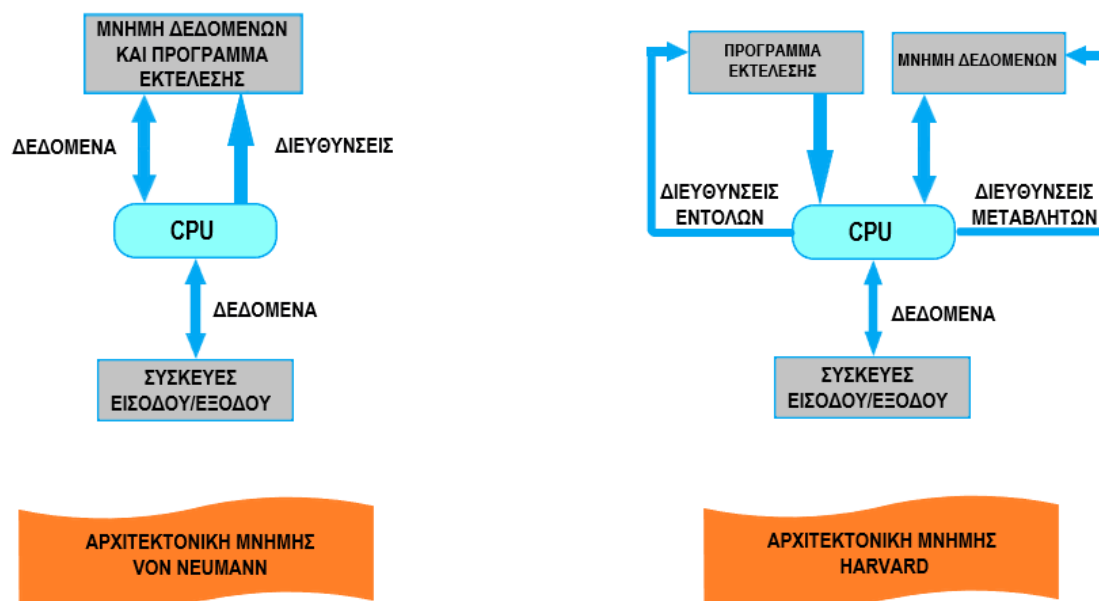 ΜΝΗΜΗ ΔΕΔΟΜΕΝΩΝ
ΚΑΙ ΠΡΟΓΡΑΜΜΑ
ΕΚΤΕΛΕΣΗΣ
ΔΕΔΟΜΕΝΑ
ΔΙΕΥΘΥΝΣΕΙΣ
CPU
ΔΕΔΟΜΕΝΑ
ΣΥΣΚΕΥΕΣ
ΕΙΣΟΔΟΥ/ΕΞΟΔΟΥ
ΑΡΧΙΤΕΚΤΟΝΙΚΗ ΜΝΗΜΗΣ
VON NEUMANN
ΠΡΟΓΡΑΜΜΑ
ΕΚΤΕΛΕΣΗΣ
ΜΝΗΜΗ ΔΕΔΟΜΕΝΩΝ
ΔΙΕΥΘΥΝΣΕΙΣ
ΕΝΤΟΛΩΝ
ΔΙΕΥΘΥΝΣΕΙΣ
ΜΕΤΑΒΛΗΤΩΝ
CPU
ΔΕΔΟΜΕΝΑ
ΣΥΣΚΕΥΕΣ
ΕΙΣΟΔΟΥ/ΕΞΟΔΟΥ
ΑΡΧΙΤΕΚΤΟΝΙΚΗ ΜΝΗΜΗΣ
HARVARD